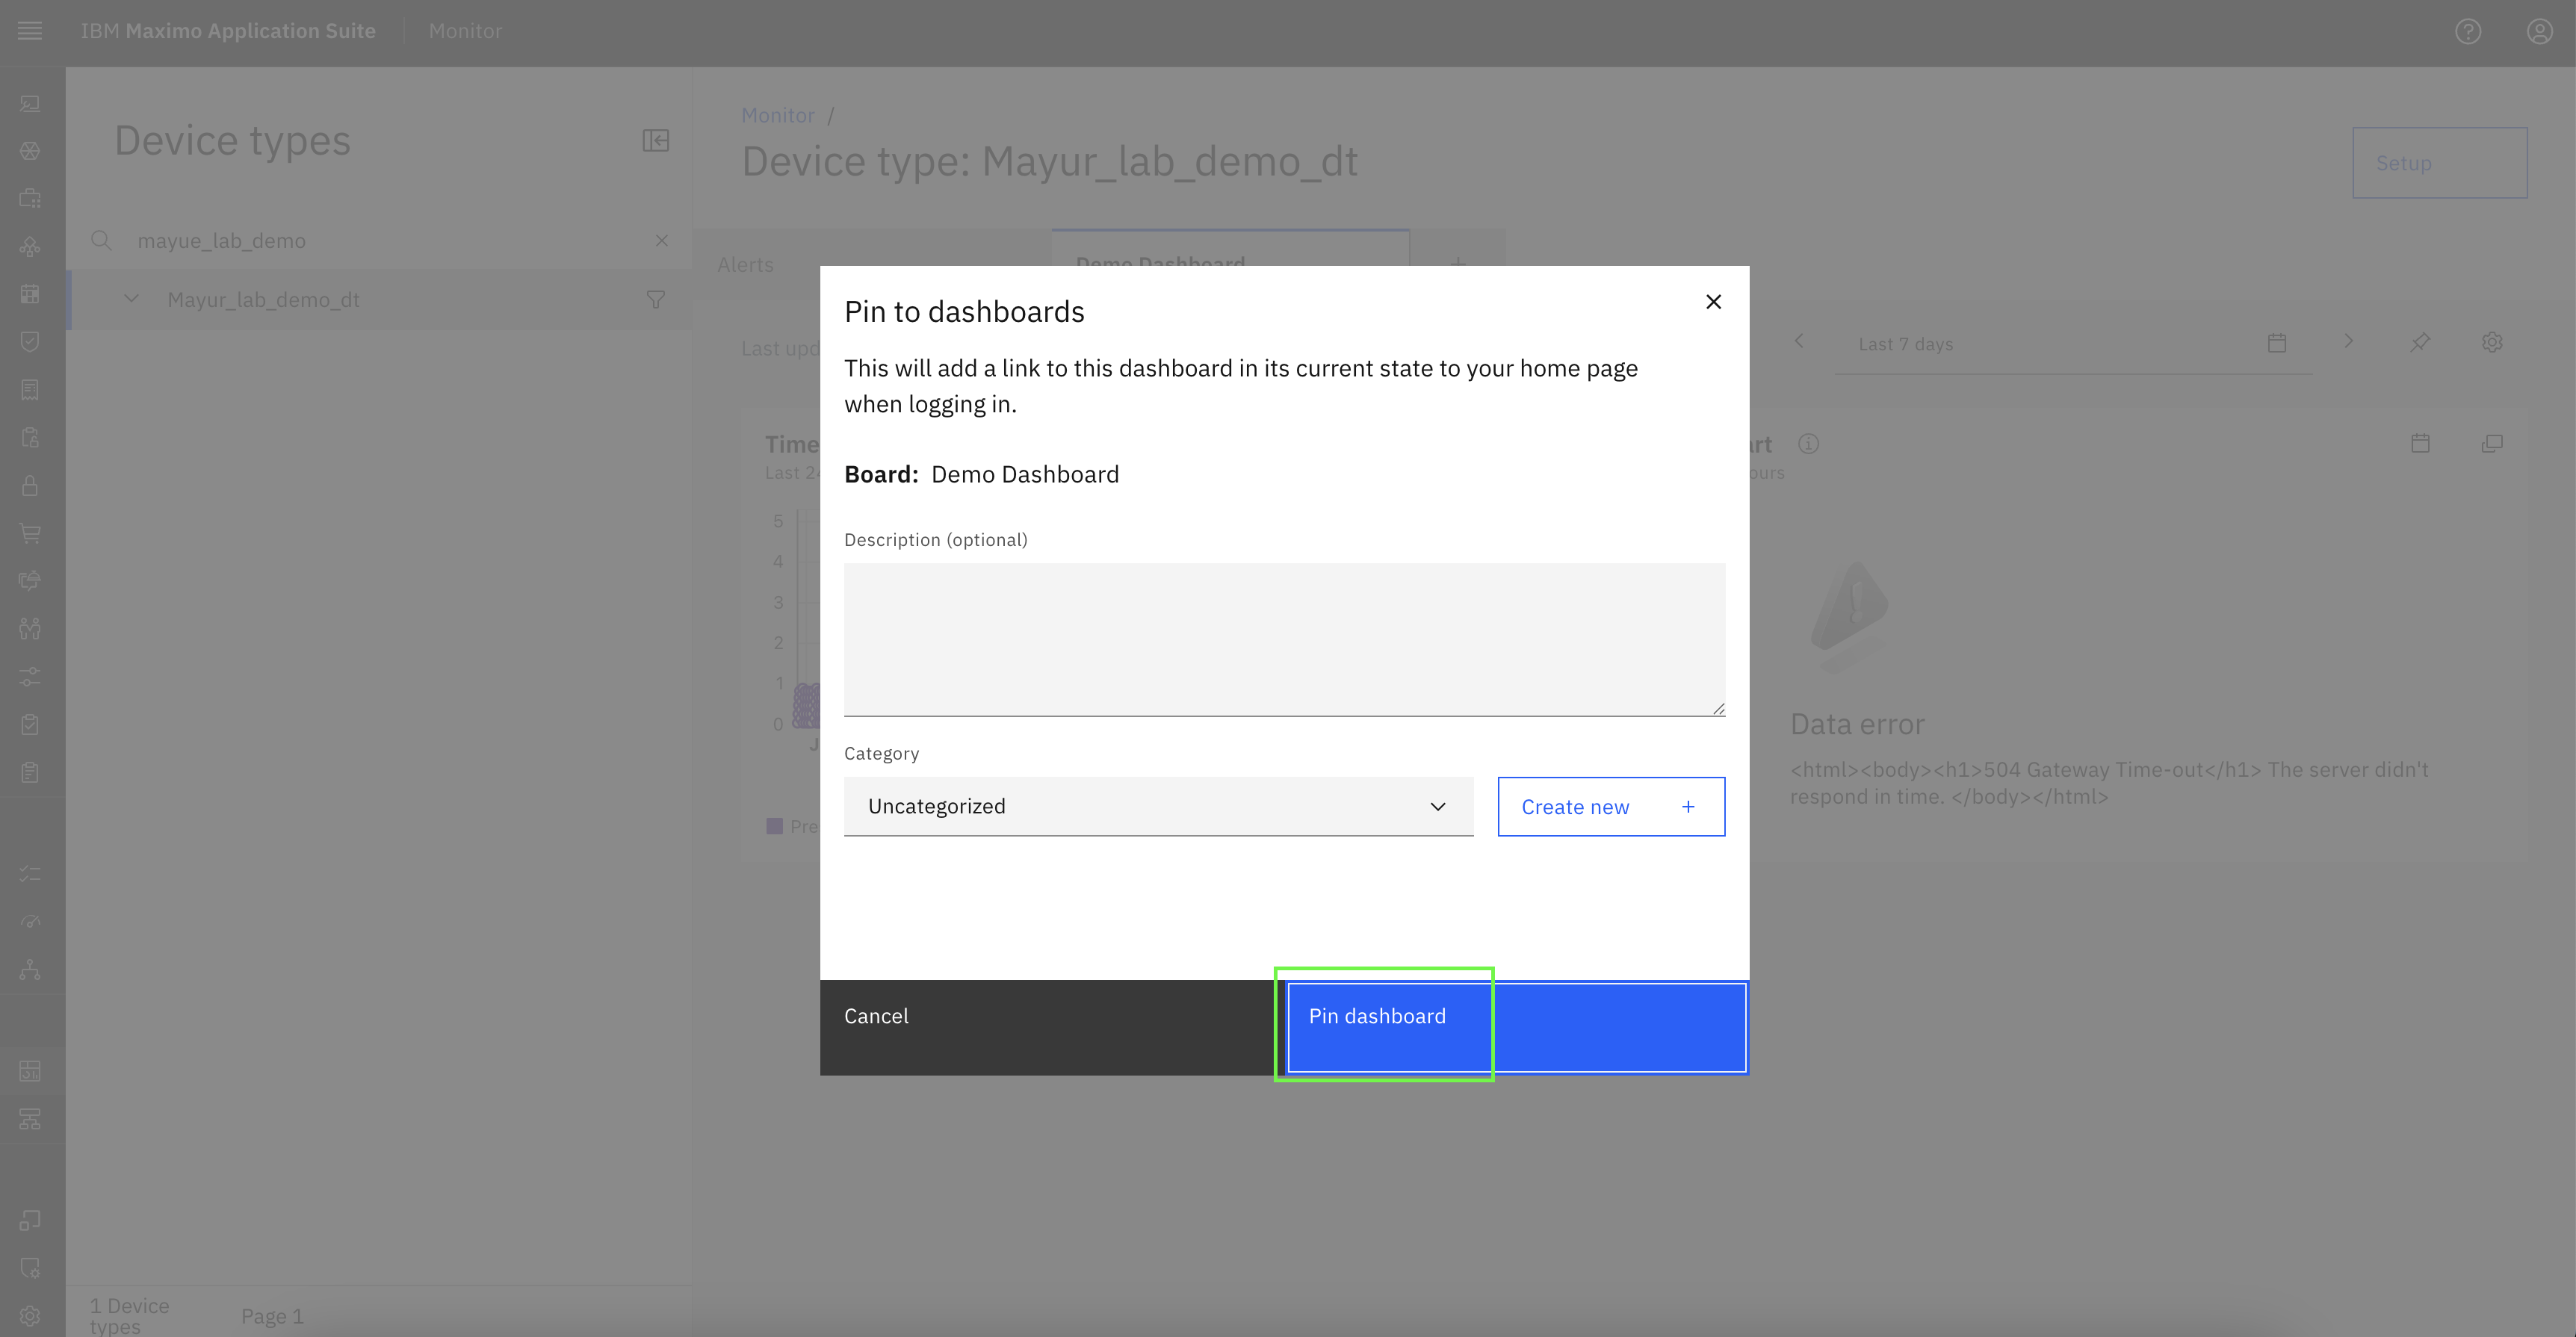 IBM Maximo Application Suite Monitor
Device types
mayue_lab_demo
Mayur_lab_demo_dt
1 Device types
Page 1
Monitor /
Device type: Mayur_lab_demo_dt
Setup
Alerts
Demo Dashboard
Last upd
Last 7 days
Time
Last 24
5
4
3
2
1
0
J
Pre
rt
ours
Data error
<html><body><h1>504 Gateway Time-out</h1> The server didn't
respond in time. </body></html>
Pin to dashboards
This will add a link to this dashboard in its current state to your home page
when logging in.
Board: Demo Dashboard
Description (optional)
Category
Uncategorized
Create new +
Cancel
Pin dashboard